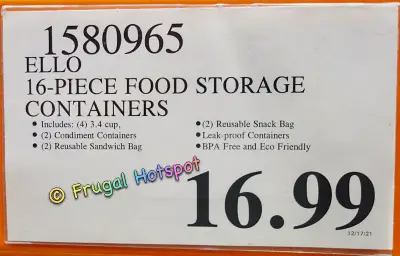 1580965
ELLO
16-PIECE FOOD STORAGE
CONTAINERS
• Includes: (4) 3.4 cup,
• (2) Condiment Containers
• (2) Reusable Sandwich Bag
• (2) Reusable Snack Bag
• Leak-proof Containers
• BPA Free and Eco Friendly
© Frugal Hotspot
16.99
12/17/21